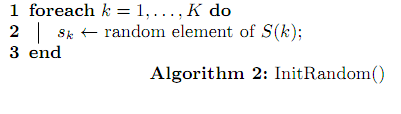 1 foreach k = 1, . . . , K do
2 | s_k ← random element of S(k);
3 end
Algorithm 2: InitRandom()